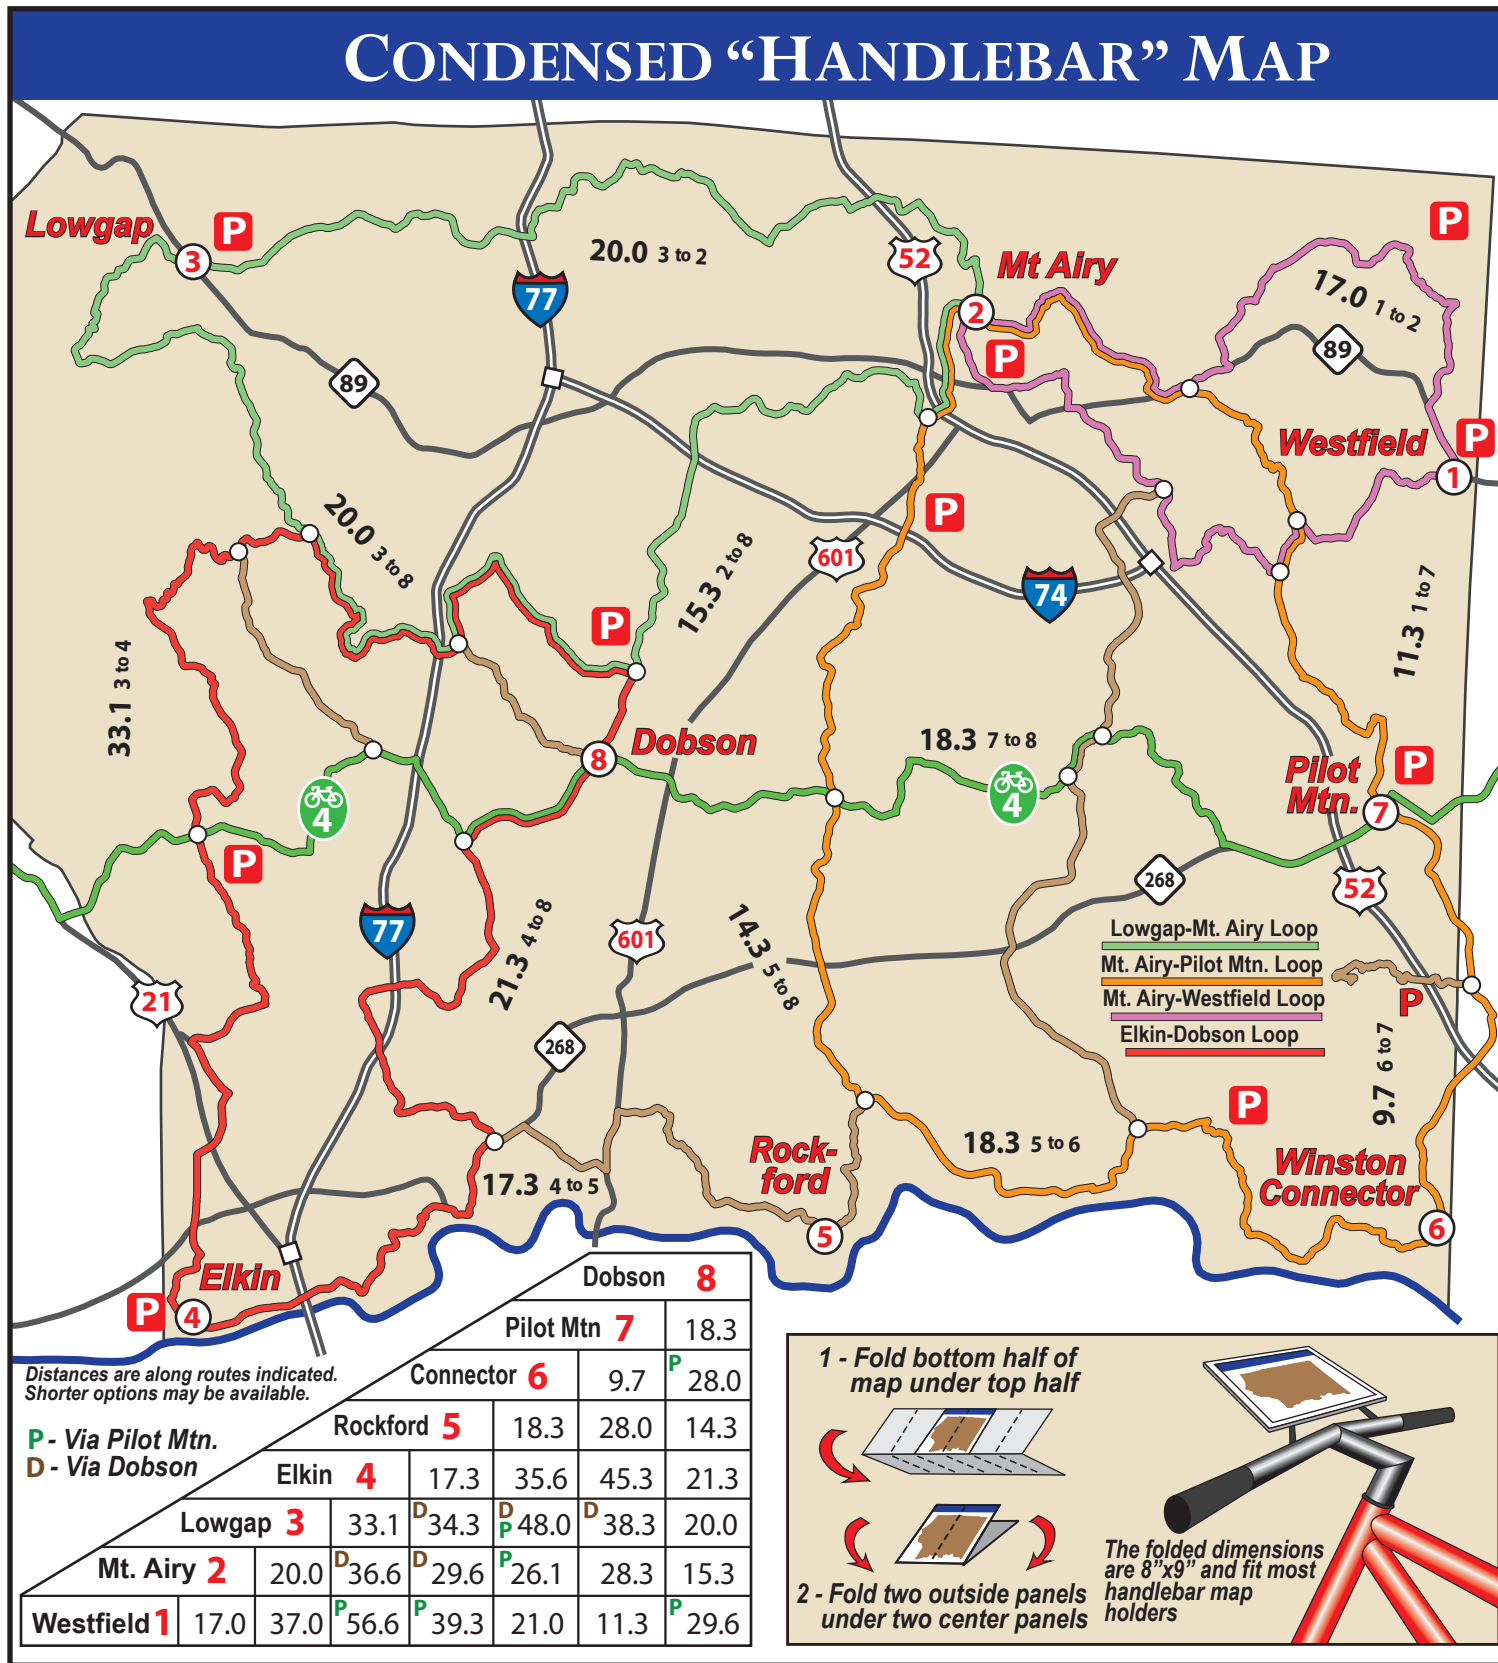 CONDENSED “HANDLEBAR” MAP
Lowgap
P
3
20.0 3 to 2
77
52
Mt Airy
2
P
P
17.0 1 to 2
89
89
Westfield
P
1
20.0 3 to 8
P
601
15.3 2 to 8
P
74
11.3 1 to 7
33.1 3 to 4
Dobson
8
18.3 7 to 8
4
4
Pilot
Mtn.
P
7
P
77
21.3 4 to 8
601
14.3 5 to 8
268
52
21
268
Lowgap-Mt. Airy Loop
Mt. Airy-Pilot Mtn. Loop
Mt. Airy-Westfield Loop
Elkin-Dobson Loop
P
9.7 6 to 7
P
Rock-
ford
5
18.3 5 to 6
17.3 4 to 5
Winston
Connector
6
Elkin
P
4
Distances are along routes indicated.
Shorter options may be available.
P - Via Pilot Mtn.
D - Via Dobson
Dobson 8
Pilot Mtn 7 18.3
Connector 6 9.7 P 28.0
Rockford 5 18.3 28.0 14.3
Elkin 4 17.3 35.6 45.3 21.3
Lowgap 3 33.1 D 34.3 D P 48.0 D 38.3 20.0
Mt. Airy 2 20.0 D 36.6 D 29.6 P 26.1 28.3 15.3
Westfield 1 17.0 37.0 P 56.6 P 39.3 21.0 11.3 P 29.6
1 - Fold bottom half of
map under top half
2 - Fold two outside panels
under two center panels
The folded dimensions
are 8”x9” and fit most
handlebar map
holders